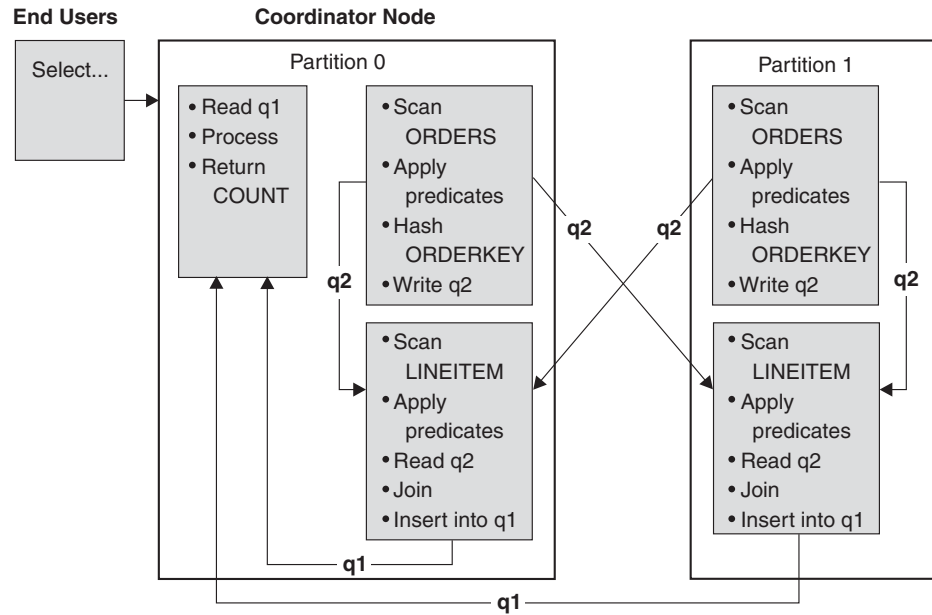 End Users
Coordinator Node
Select...
Partition 0
• Read q1
• Process
• Return
COUNT
• Scan
ORDERS
• Apply
predicates
• Hash
ORDERKEY
• Write q2
q2
• Scan
LINEITEM
• Apply
predicates
• Read q2
• Join
• Insert into q1
q1
q2
q2
Partition 1
• Scan
ORDERS
• Apply
predicates
• Hash
ORDERKEY
• Write q2
q2
• Scan
LINEITEM
• Apply
predicates
• Read q2
• Join
• Insert into q1
q1